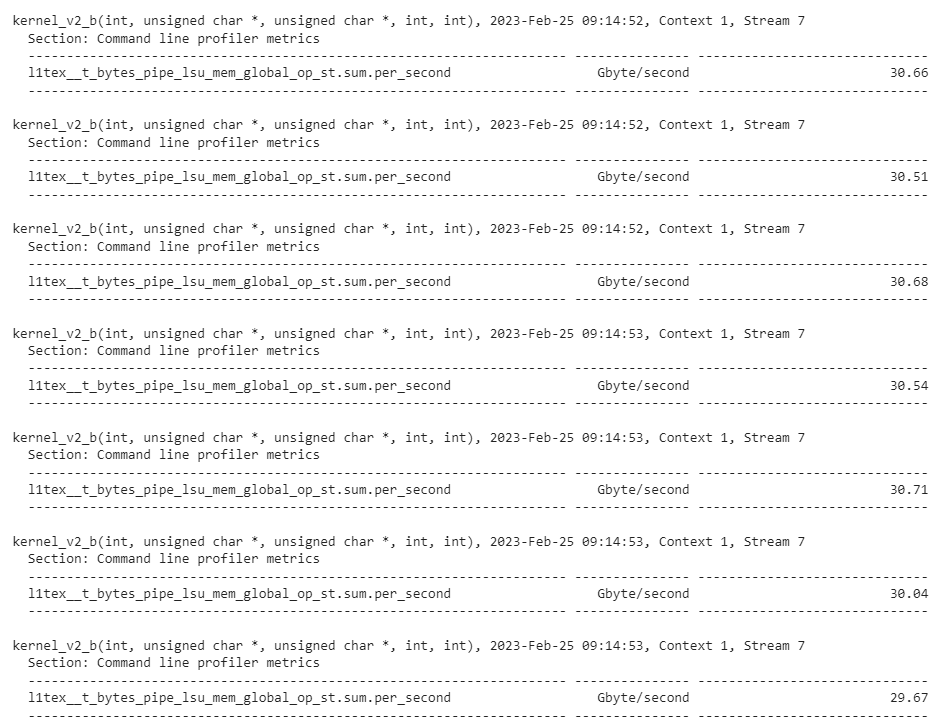 kernel_v2_b(int, unsigned char *, unsigned char *, int, int), 2023-Feb-25 09:14:52, Context 1, Stream 7
Section: Command line profiler metrics
---------------------------------------------------------------------- --------------- ------------------------------
l1tex__t_bytes_pipe_lsu_mem_global_op_st.sum.per_second Gbyte/second 30.66
---------------------------------------------------------------------- --------------- ------------------------------
kernel_v2_b(int, unsigned char *, unsigned char *, int, int), 2023-Feb-25 09:14:52, Context 1, Stream 7
Section: Command line profiler metrics
---------------------------------------------------------------------- --------------- ------------------------------
l1tex__t_bytes_pipe_lsu_mem_global_op_st.sum.per_second Gbyte/second 30.51
---------------------------------------------------------------------- --------------- ------------------------------
kernel_v2_b(int, unsigned char *, unsigned char *, int, int), 2023-Feb-25 09:14:52, Context 1, Stream 7
Section: Command line profiler metrics
---------------------------------------------------------------------- --------------- ------------------------------
l1tex__t_bytes_pipe_lsu_mem_global_op_st.sum.per_second Gbyte/second 30.68
---------------------------------------------------------------------- --------------- ------------------------------
kernel_v2_b(int, unsigned char *, unsigned char *, int, int), 2023-Feb-25 09:14:53, Context 1, Stream 7
Section: Command line profiler metrics
---------------------------------------------------------------------- --------------- ------------------------------
l1tex__t_bytes_pipe_lsu_mem_global_op_st.sum.per_second Gbyte/second 30.54
---------------------------------------------------------------------- --------------- ------------------------------
kernel_v2_b(int, unsigned char *, unsigned char *, int, int), 2023-Feb-25 09:14:53, Context 1, Stream 7
Section: Command line profiler metrics
---------------------------------------------------------------------- --------------- ------------------------------
l1tex__t_bytes_pipe_lsu_mem_global_op_st.sum.per_second Gbyte/second 30.71
---------------------------------------------------------------------- --------------- ------------------------------
kernel_v2_b(int, unsigned char *, unsigned char *, int, int), 2023-Feb-25 09:14:53, Context 1, Stream 7
Section: Command line profiler metrics
---------------------------------------------------------------------- --------------- ------------------------------
l1tex__t_bytes_pipe_lsu_mem_global_op_st.sum.per_second Gbyte/second 30.04
---------------------------------------------------------------------- --------------- ------------------------------
kernel_v2_b(int, unsigned char *, unsigned char *, int, int), 2023-Feb-25 09:14:53, Context 1, Stream 7
Section: Command line profiler metrics
---------------------------------------------------------------------- --------------- ------------------------------
l1tex__t_bytes_pipe_lsu_mem_global_op_st.sum.per_second Gbyte/second 29.67
---------------------------------------------------------------------- --------------- ------------------------------